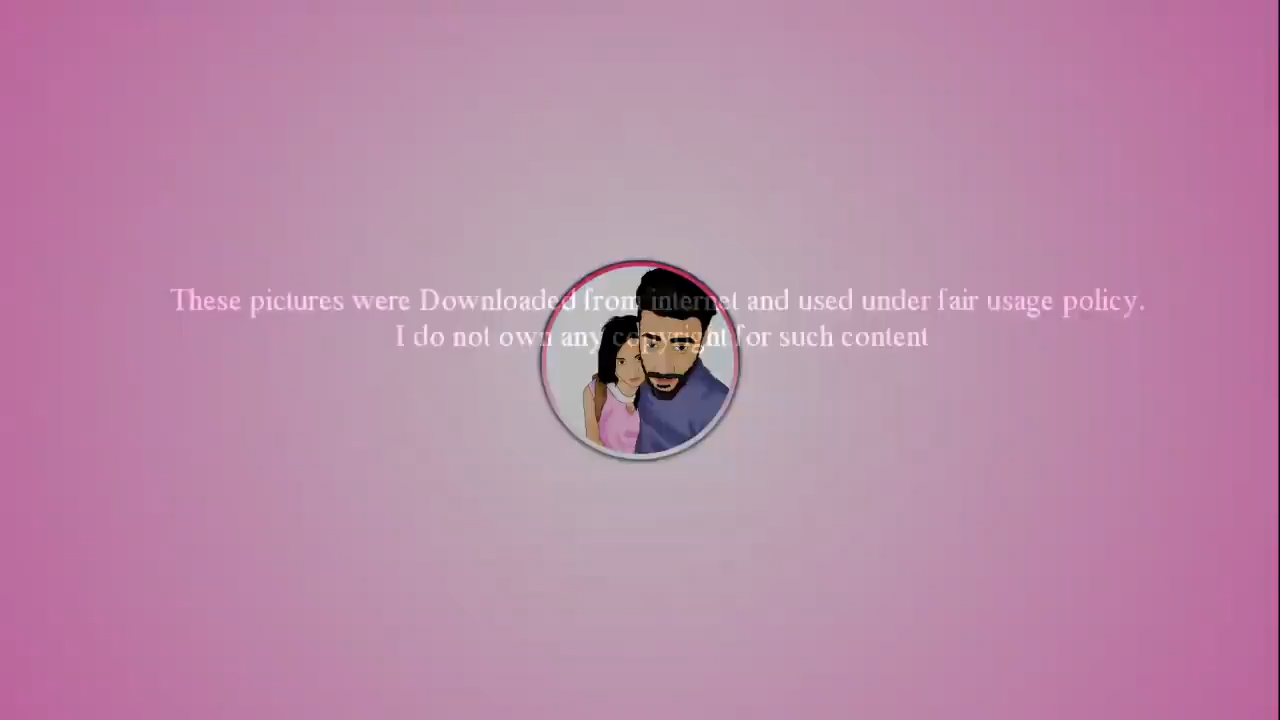 These pictures were Downloaded from internet and used under fair usage policy.
I do not own any copyright for such content